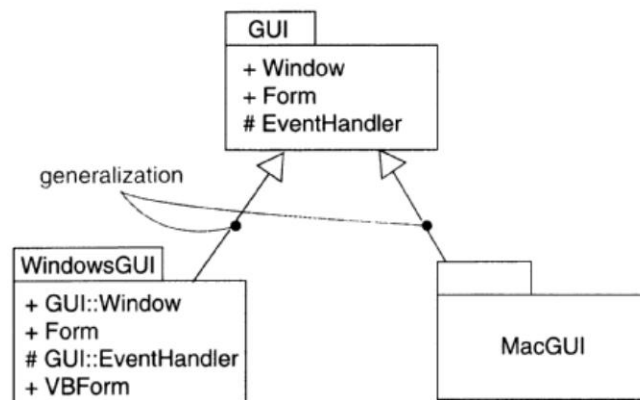 GUI
+ Window
+ Form
# EventHandler
generalization
WindowsGUI
+ GUI::Window
+ Form
# GUI::EventHandler
+ VBForm
MacGUI